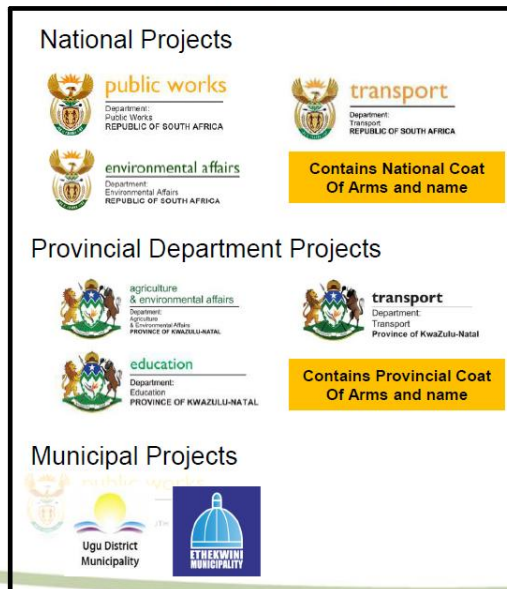 National Projects
public works
Department:
Public Works
REPUBLIC OF SOUTH AFRICA
transport
Department:
Transport
REPUBLIC OF SOUTH AFRICA
environmental affairs
Department:
Environmental Affairs
REPUBLIC OF SOUTH AFRICA
Contains National Coat
Of Arms and name
Provincial Department Projects
agriculture
& environmental affairs
Department:
Agriculture
& Environmental Affairs
PROVINCE OF KWAZULU-NATAL
transport
Department:
Transport
Province of KwaZulu-Natal
education
Department:
Education
PROVINCE OF KWAZULU-NATAL
Contains Provincial Coat
Of Arms and name
Municipal Projects
public works
Ugu District
Municipality
ETHEKWINI
MUNICIPALITY